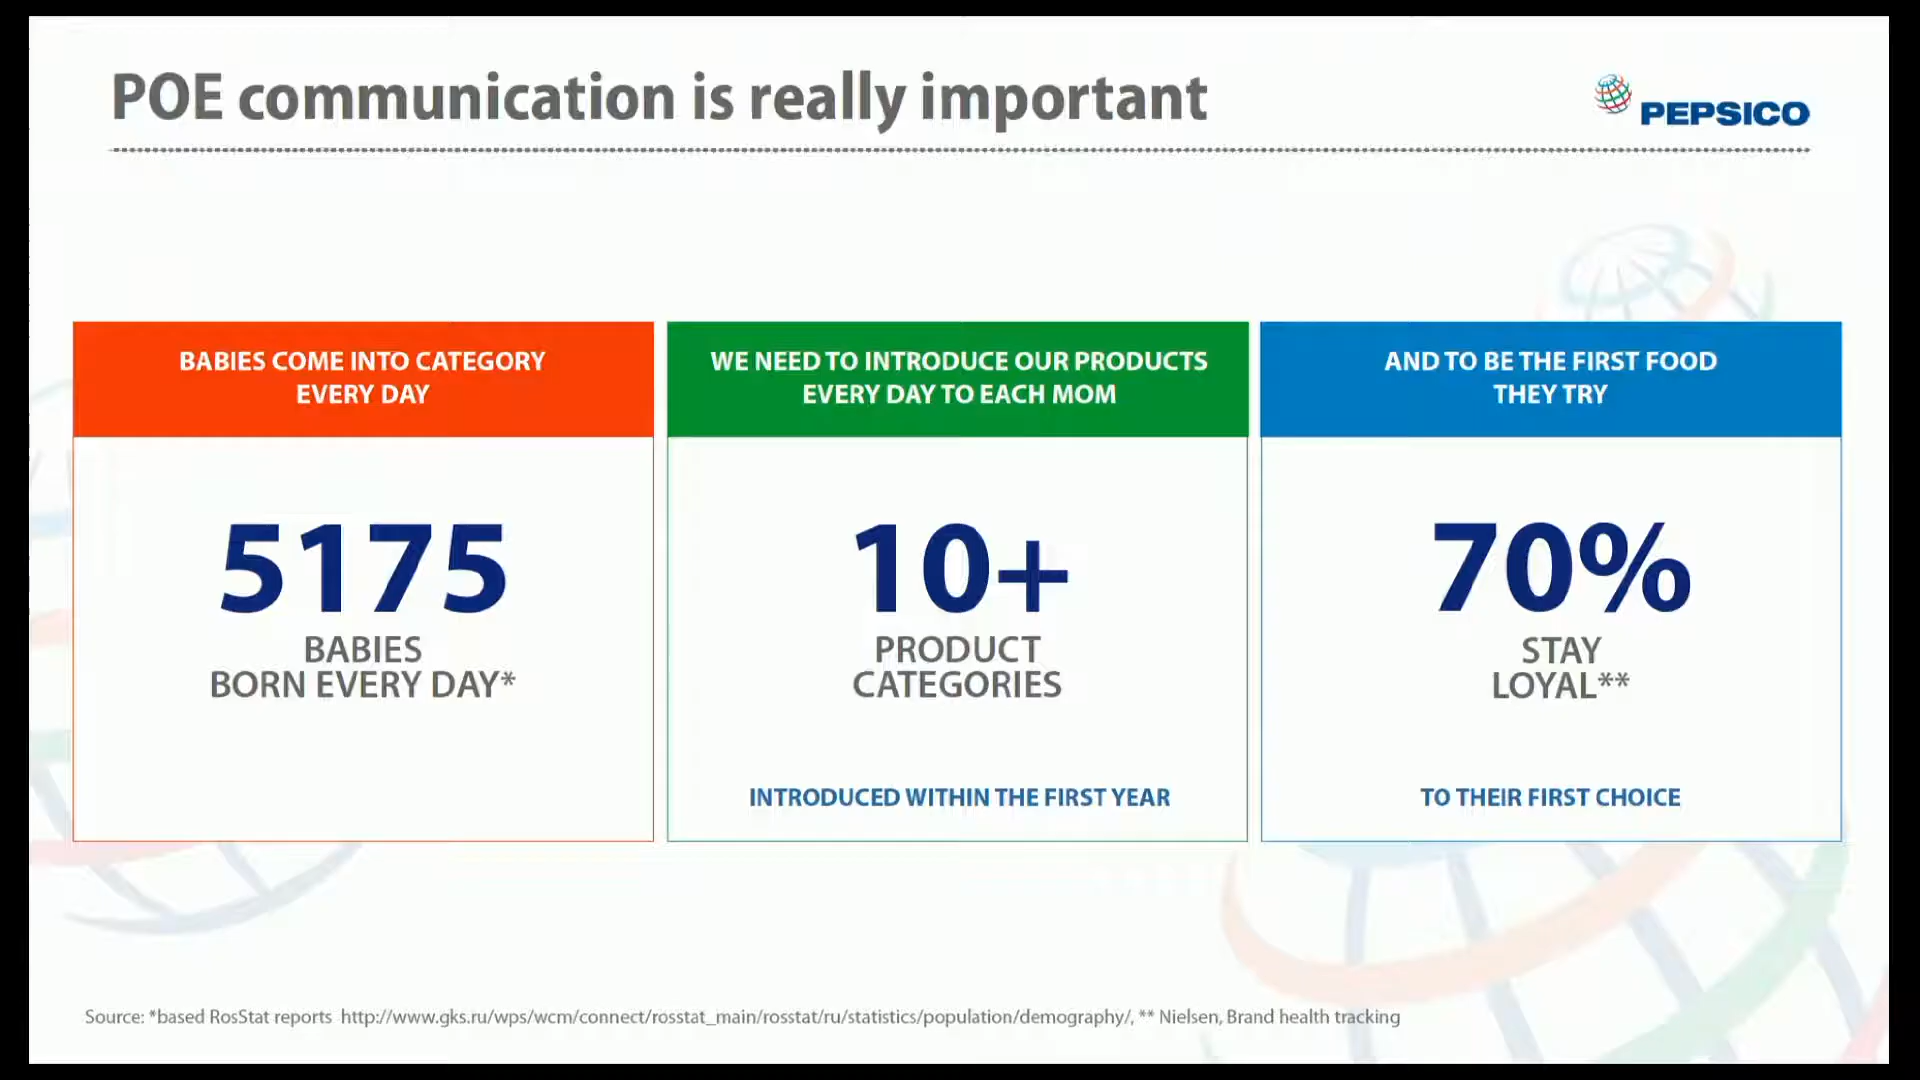 POE communication is really important
PEPSICO
BABIES COME INTO CATEGORY
EVERY DAY
5175
BABIES
BORN EVERY DAY*
WE NEED TO INTRODUCE OUR PRODUCTS
EVERY DAY TO EACH MOM
10+
PRODUCT
CATEGORIES
INTRODUCED WITHIN THE FIRST YEAR
AND TO BE THE FIRST FOOD
THEY TRY
70%
STAY
LOYAL**
TO THEIR FIRST CHOICE
Source: *based RosStat reports http://www.gks.ru/wps/wcm/connect/rosstat_main/rosstat/ru/statistics/population/demography/, ** Nielsen, Brand health tracking